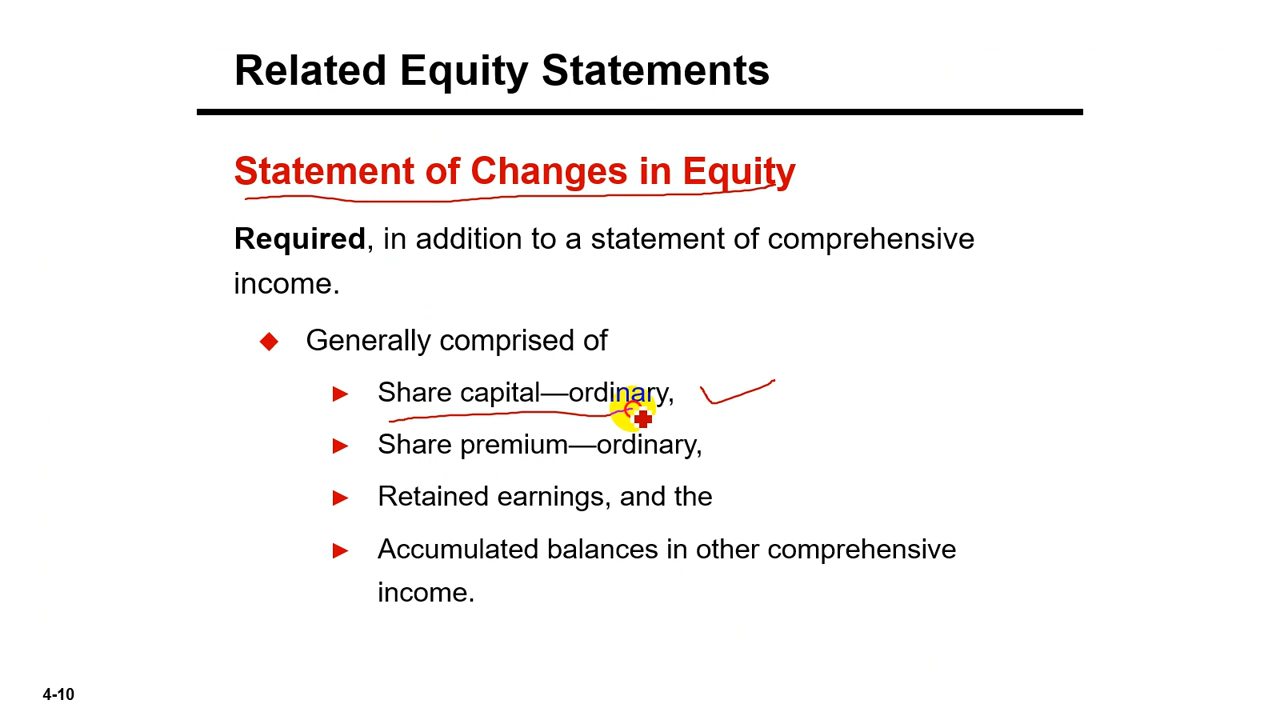 Related Equity Statements
Statement of Changes in Equity
Required, in addition to a statement of comprehensive
income.
Generally comprised of
Share capital—ordinary,
Share premium—ordinary,
Retained earnings, and the
Accumulated balances in other comprehensive
income.
4-10